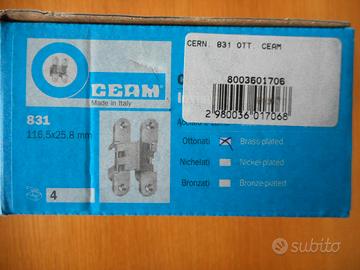 CEAM
Made in Italy
831
116,5x25.8 mm
4
CERN. 831 OTT. CEAM
8003601706
2 980036 017068
Ottonati Brass-plated
Nichelati Nickel-plated
Bronzati Bronze-plated
subito